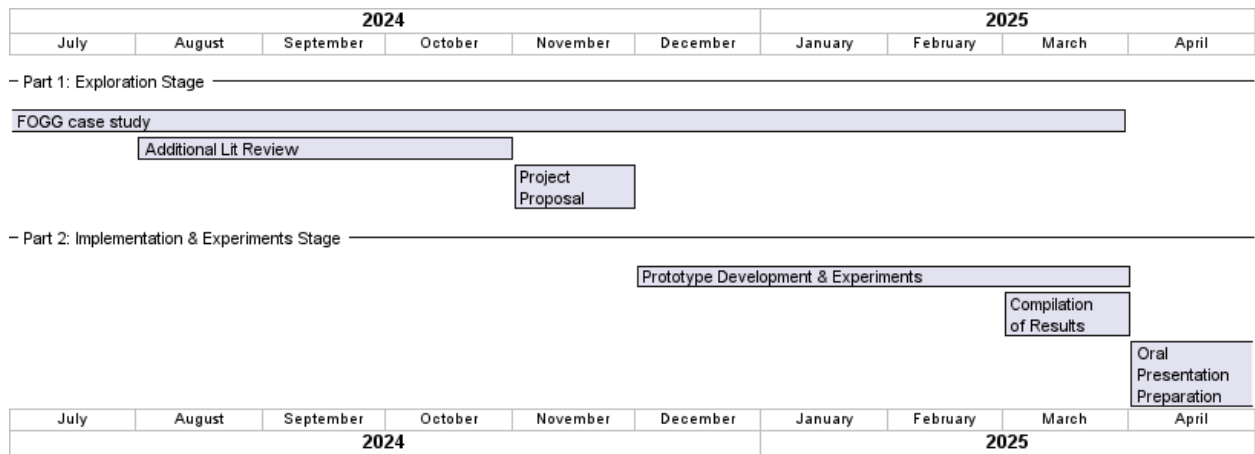 2024 2025
July August September October November December January February March April
Part 1: Exploration Stage
FOGG case study
Additional Lit Review
Project
Proposal
Part 2: Implementation & Experiments Stage
Prototype Development & Experiments
Compilation
of Results
Oral
Presentation
Preparation
July August September October November December January February March April
2024 2025